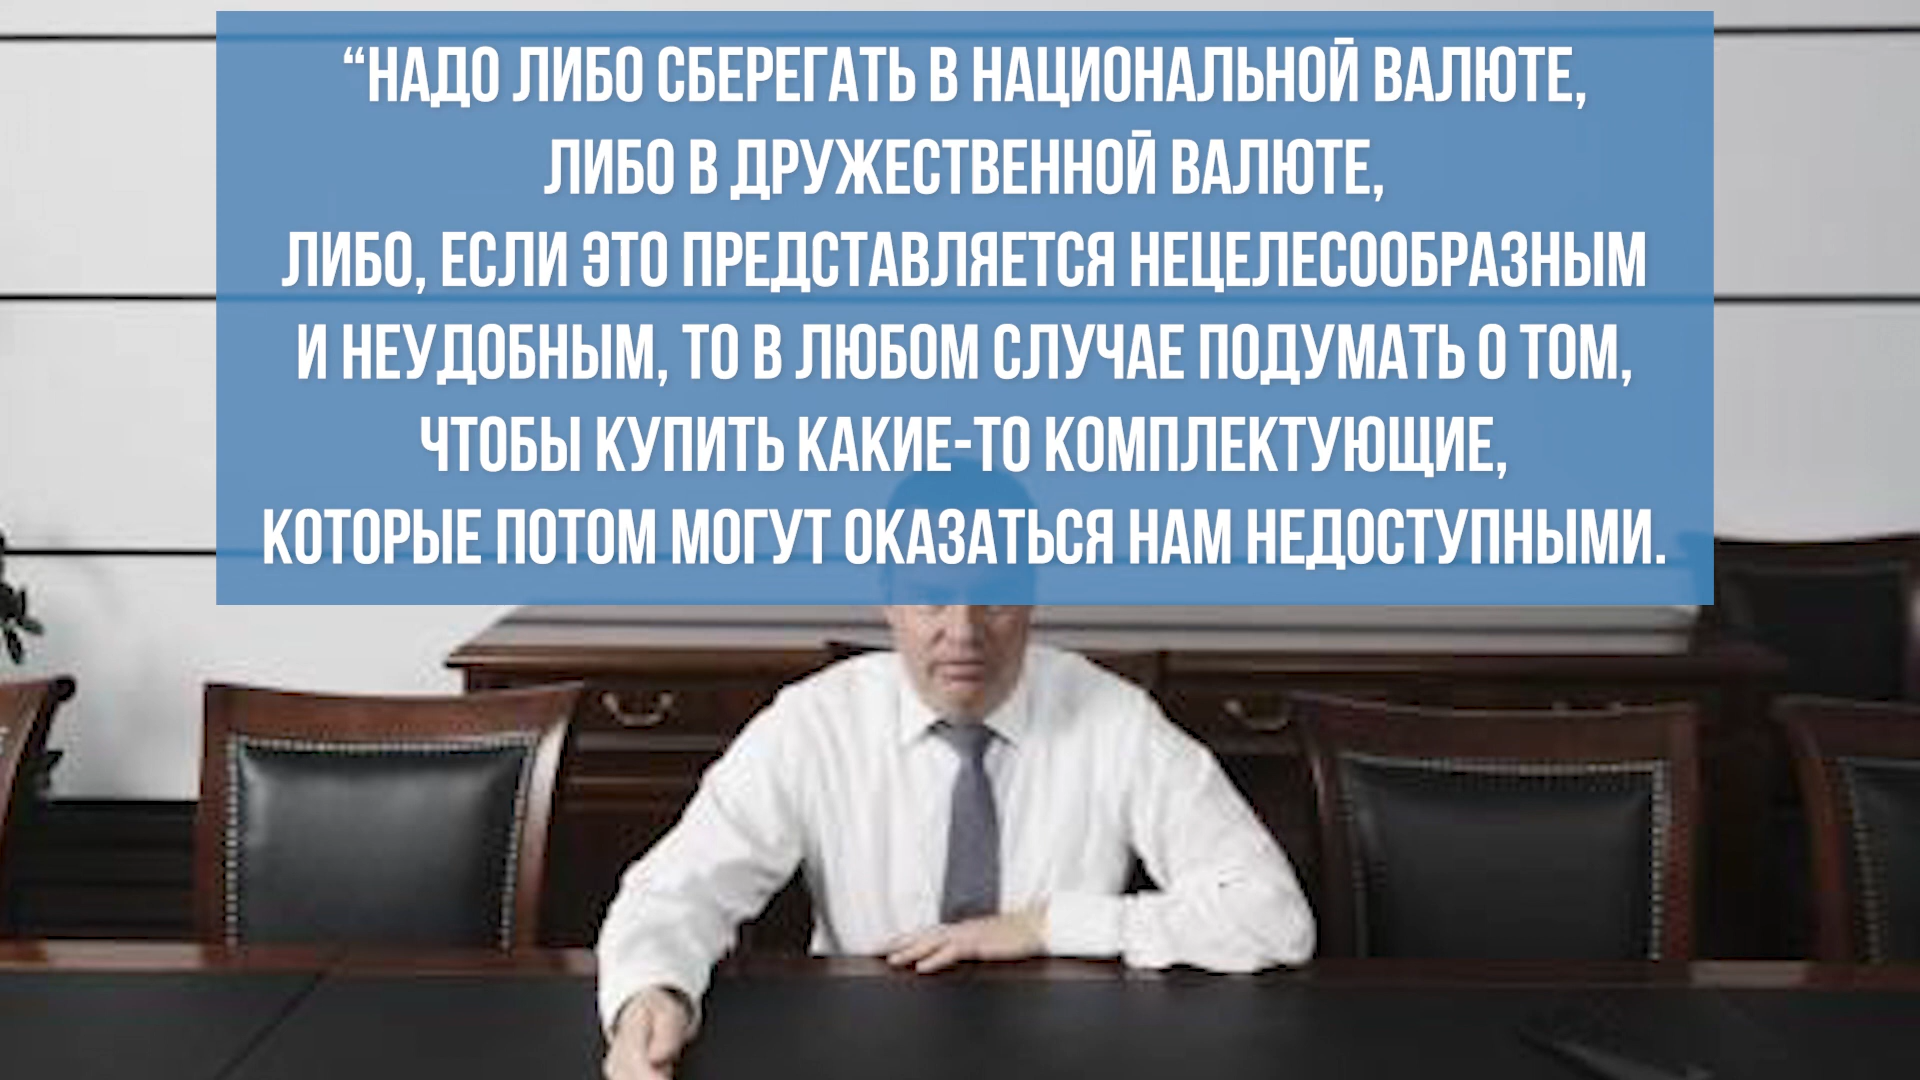 “НАДО ЛИБО СБЕРЕГАТЬ В НАЦИОНАЛЬНОЙ ВАЛЮТЕ,
ЛИБО В ДРУЖЕСТВЕННОЙ ВАЛЮТЕ,
ЛИБО, ЕСЛИ ЭТО ПРЕДСТАВЛЯЕТСЯ НЕЦЕЛЕСООБРАЗНЫМ
И НЕУДОБНЫМ, ТО В ЛЮБОМ СЛУЧАЕ ПОДУМАТЬ О ТОМ,
ЧТОБЫ КУПИТЬ КАКИЕ-ТО КОМПЛЕКТУЮЩИЕ,
КОТОРЫЕ ПОТОМ МОГУТ ОКАЗАТЬСЯ НАМ НЕДОСТУПНЫМИ.